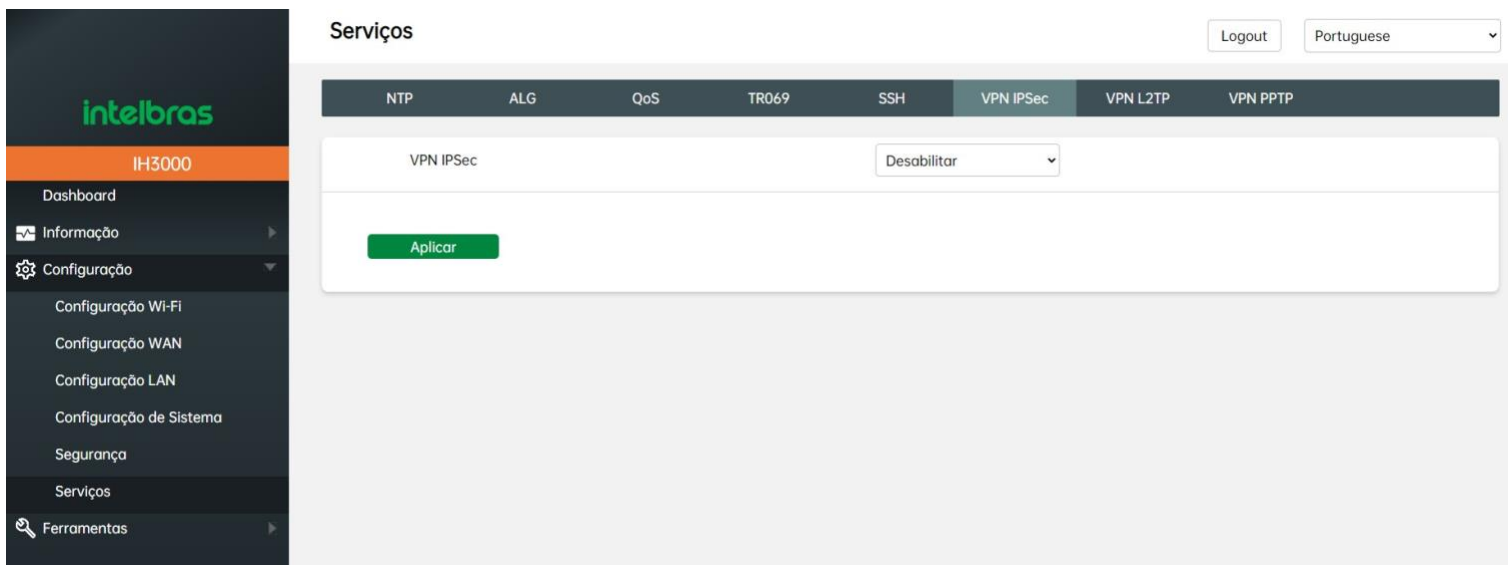 Serviços
Logout
Portuguese
intelbras
IH3000
Dashboard
Informação
Configuração
Configuração Wi-Fi
Configuração WAN
Configuração LAN
Configuração de Sistema
Segurança
Serviços
Ferramentas
NTP ALG QoS TR069 SSH VPN IPSec VPN L2TP VPN PPTP
VPN IPSec Desabilitar
Aplicar